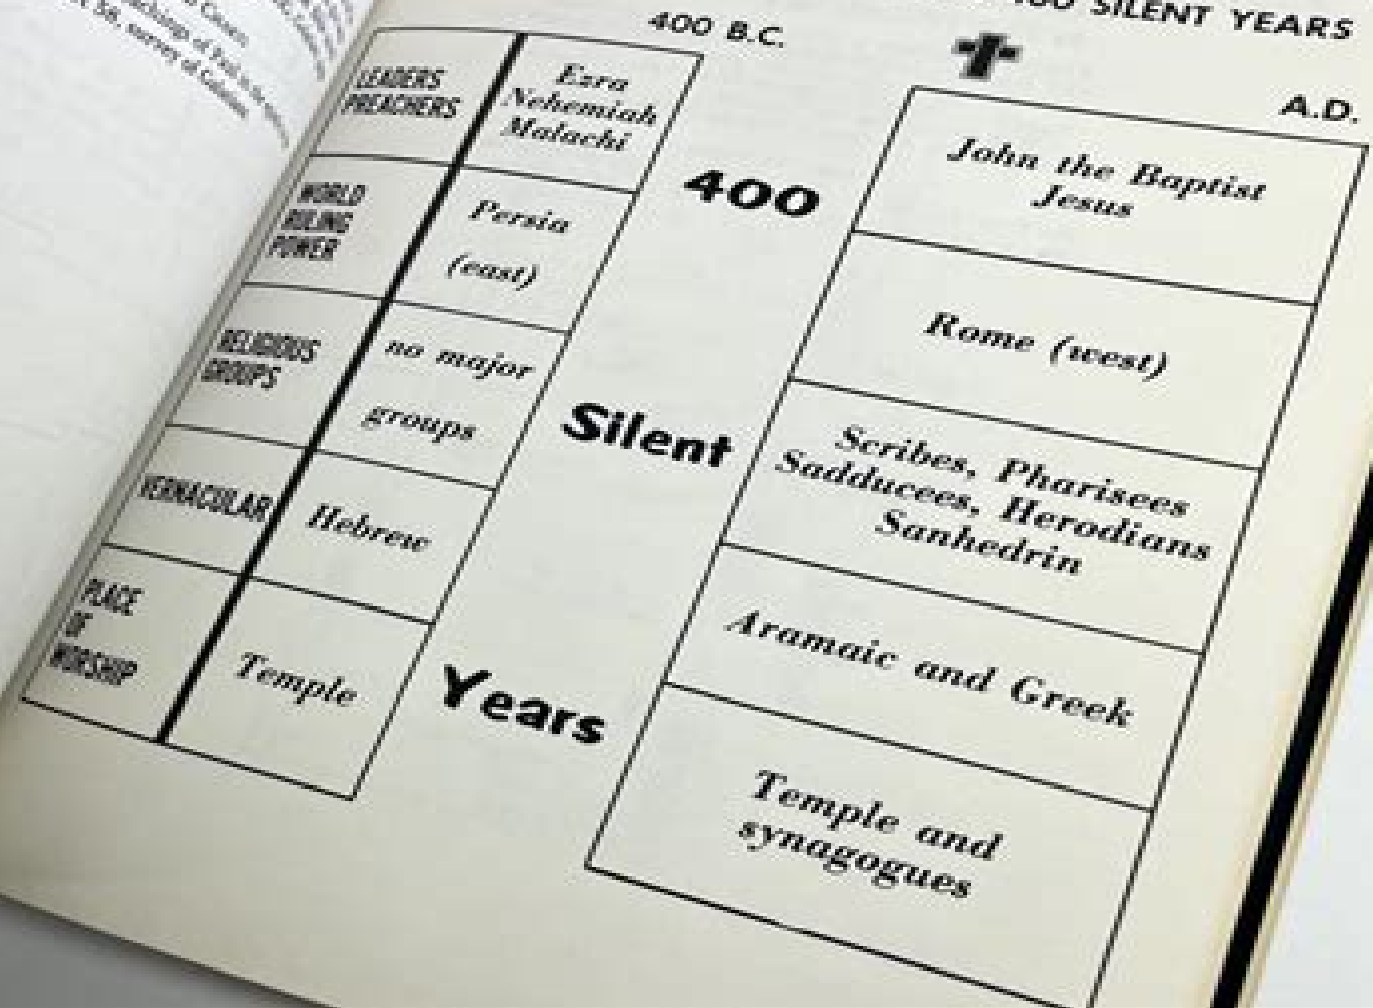 400 SILENT YEARS
400 B.C.
A.D.
LEADERS
PREACHERS
Ezra
Nehemiah
Malachi
400
John the Baptist
Jesus
WORLD
RULING
POWER
Persia
(east)
Rome (west)
RELIGIOUS
GROUPS
no major
groups
Silent
Scribes, Pharisees
Sadducees, Herodians
Sanhedrin
VERNACULAR
Hebrew
Aramaic and Greek
PLACE
OF
WORSHIP
Temple
Years
Temple and
synagogues